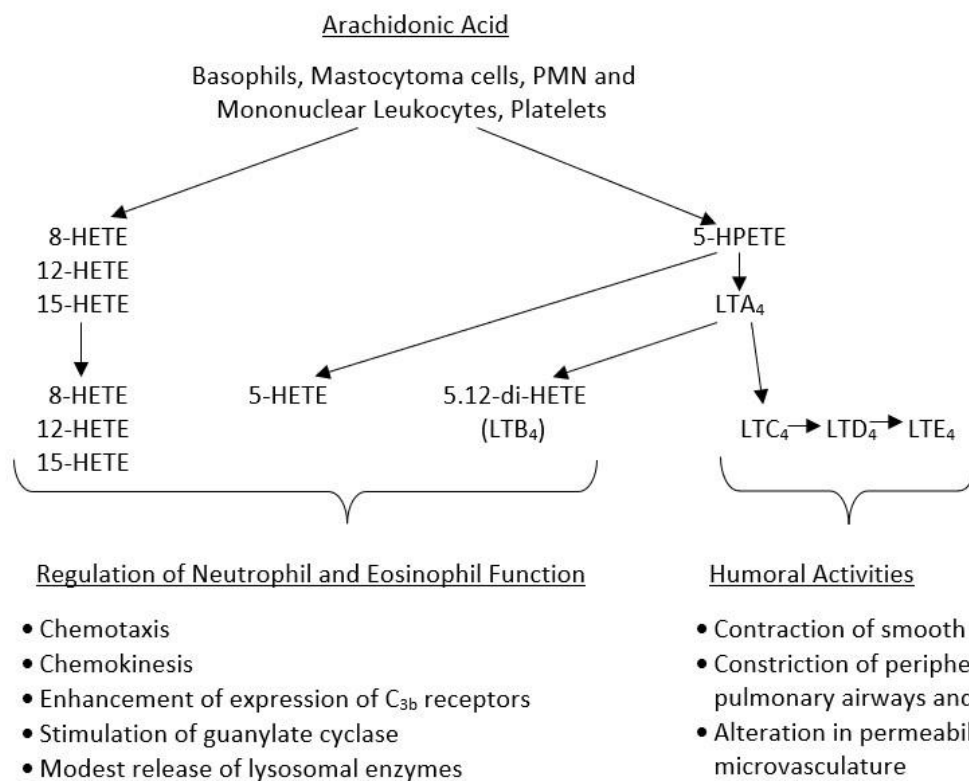 Arachidonic Acid
Basophils, Mastocytoma cells, PMN and
Mononuclear Leukocytes, Platelets
8-HETE
12-HETE
15-HETE
5-HPETE
LTA₄
8-HETE
12-HETE
15-HETE
5-HETE
5.12-di-HETE
(LTB₄)
LTC₄ LTD₄ LTE₄
Regulation of Neutrophil and Eosinophil Function
• Chemotaxis
• Chemokinesis
• Enhancement of expression of C₃b receptors
• Stimulation of guanylate cyclase
• Modest release of lysosomal enzymes
Humoral Activities
• Contraction of smooth
• Constriction of
pulmonary airways and
• Alteration in
microvasculature